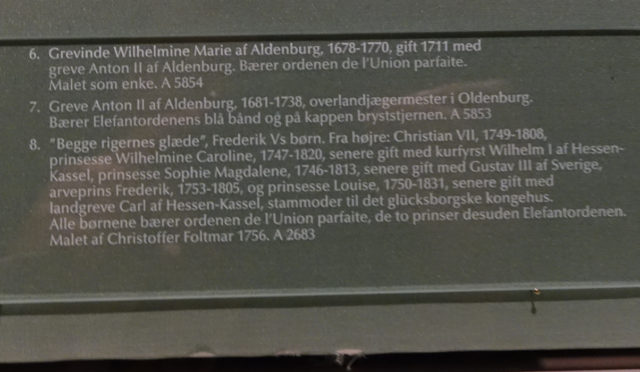 6. Grevinde Wilhelmine Marie af Aldenburg, 1678-1770, gift 1711 med
greve Anton II af Aldenburg. Bærer ordenen de l'Union parfaite.
Malet som enke. A 5854
7. Greve Anton II af Aldenburg, 1681-1738, overlandjægermester i Oldenburg.
Bærer Elefantordenens blå bånd og på kappen bryststjernen. A 5853
8. "Begge rigernes glæde", Frederik Vs børn. Fra højre: Christian VII, 1749-1808,
prinsesse Wilhelmine Caroline, 1747-1820, senere gift med kurfyrst Wilhelm I af Hessen-
Kassel, prinsesse Sophie Magdalene, 1746-1813, senere gift med Gustav III af Sverige,
arveprins Frederik, 1753-1805, og prinsesse Louise, 1750-1831, senere gift med
landgreve Carl af Hessen-Kassel, stammoder til det glücksborgske kongehus.
Alle børnene bærer ordenen de l'Union parfaite, de to prinser desuden Elefantordenen.
Malet af Christoffer Foltmar 1756. A 2683